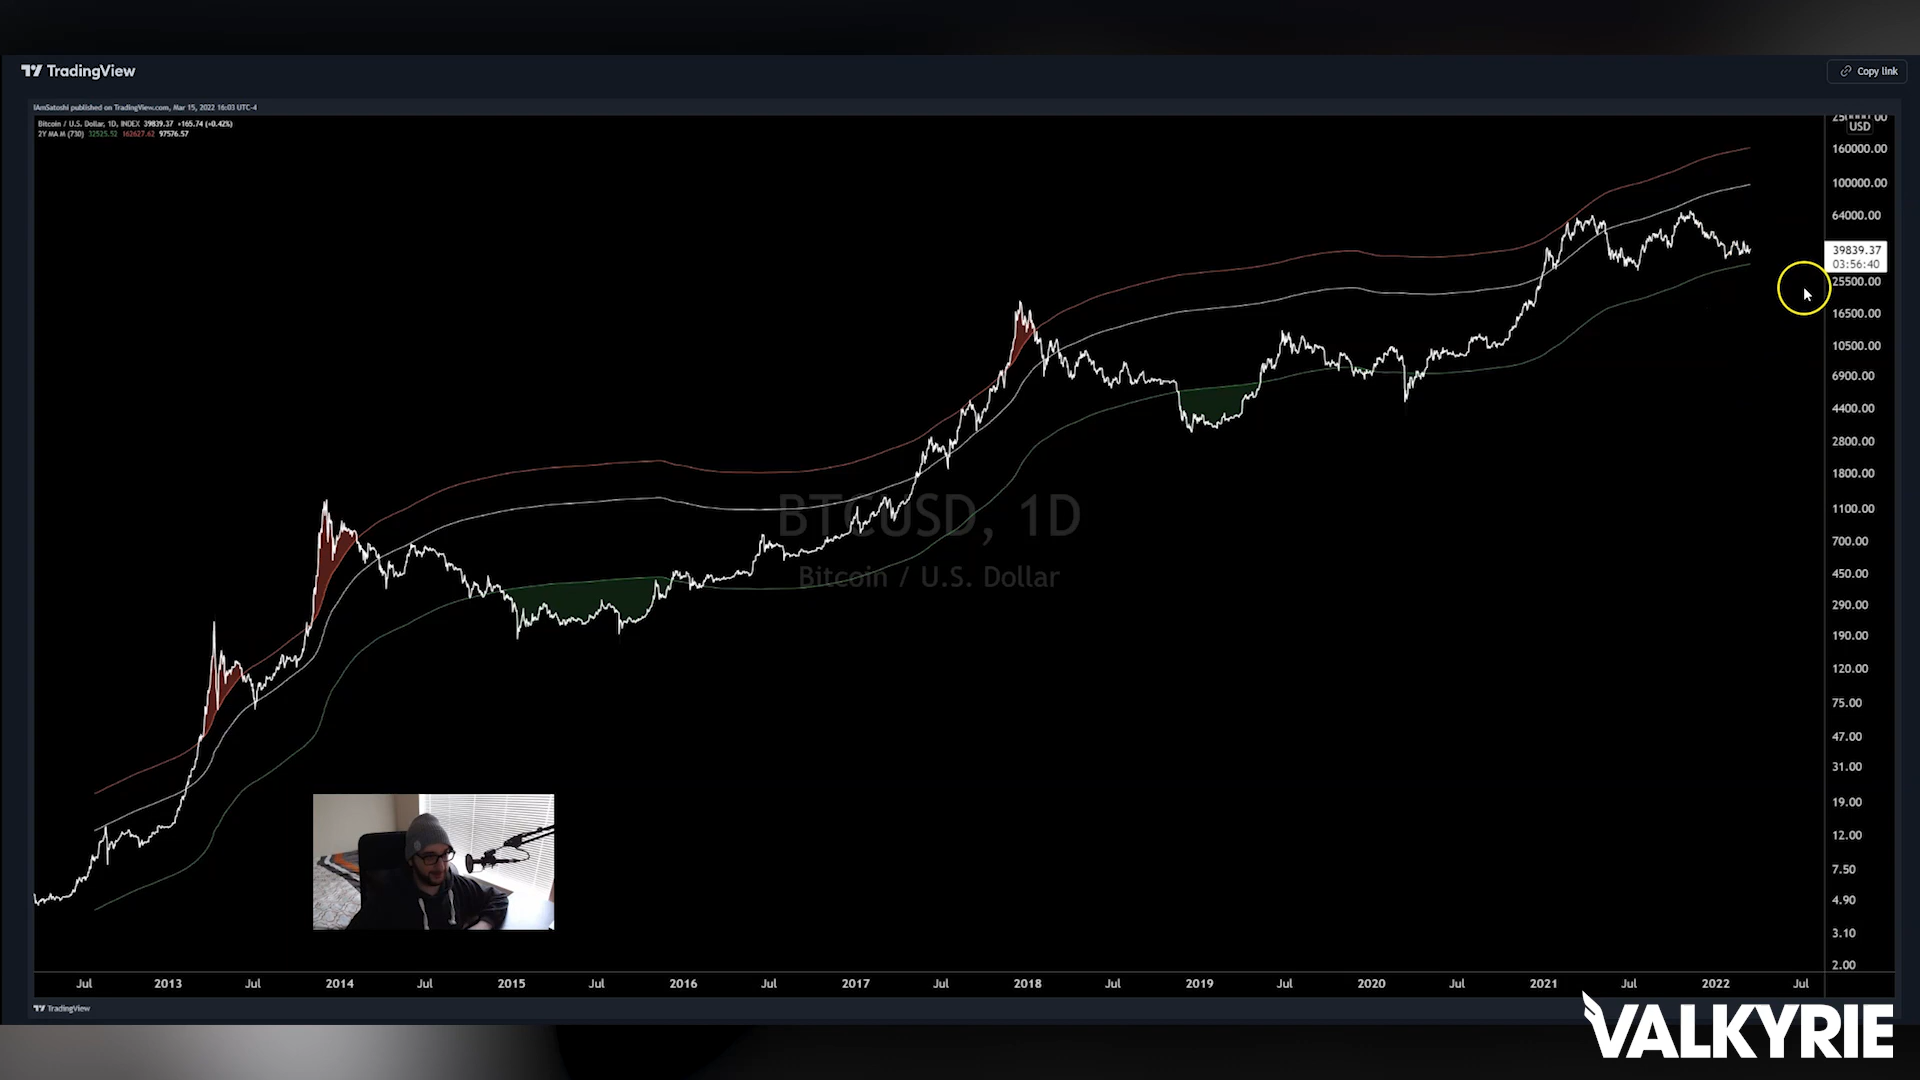 TradingView
Copy link
IAmSatoshi published on TradingView.com, Mar 15, 2022 16:03 UTC-4
Bitcoin / U.S. Dollar, 1D, INDEX 39839.37 +165.74 (+0.42%)
2Y MA M (730) 32525.52 162627.62 97576.57
USD
160000.00
100000.00
64000.00
39839.37
03:56:40
25500.00
16500.00
10500.00
6900.00
4400.00
2800.00
1800.00
1100.00
700.00
450.00
290.00
190.00
120.00
75.00
47.00
31.00
19.00
12.00
7.50
4.90
3.10
2.00
BTCUSD, 1D
Bitcoin / U.S. Dollar
Jul 2013 Jul 2014 Jul 2015 Jul 2016 Jul 2017 Jul 2018 Jul 2019 Jul 2020 Jul 2021 Jul 2022 Jul
TradingView
VALKYRIE